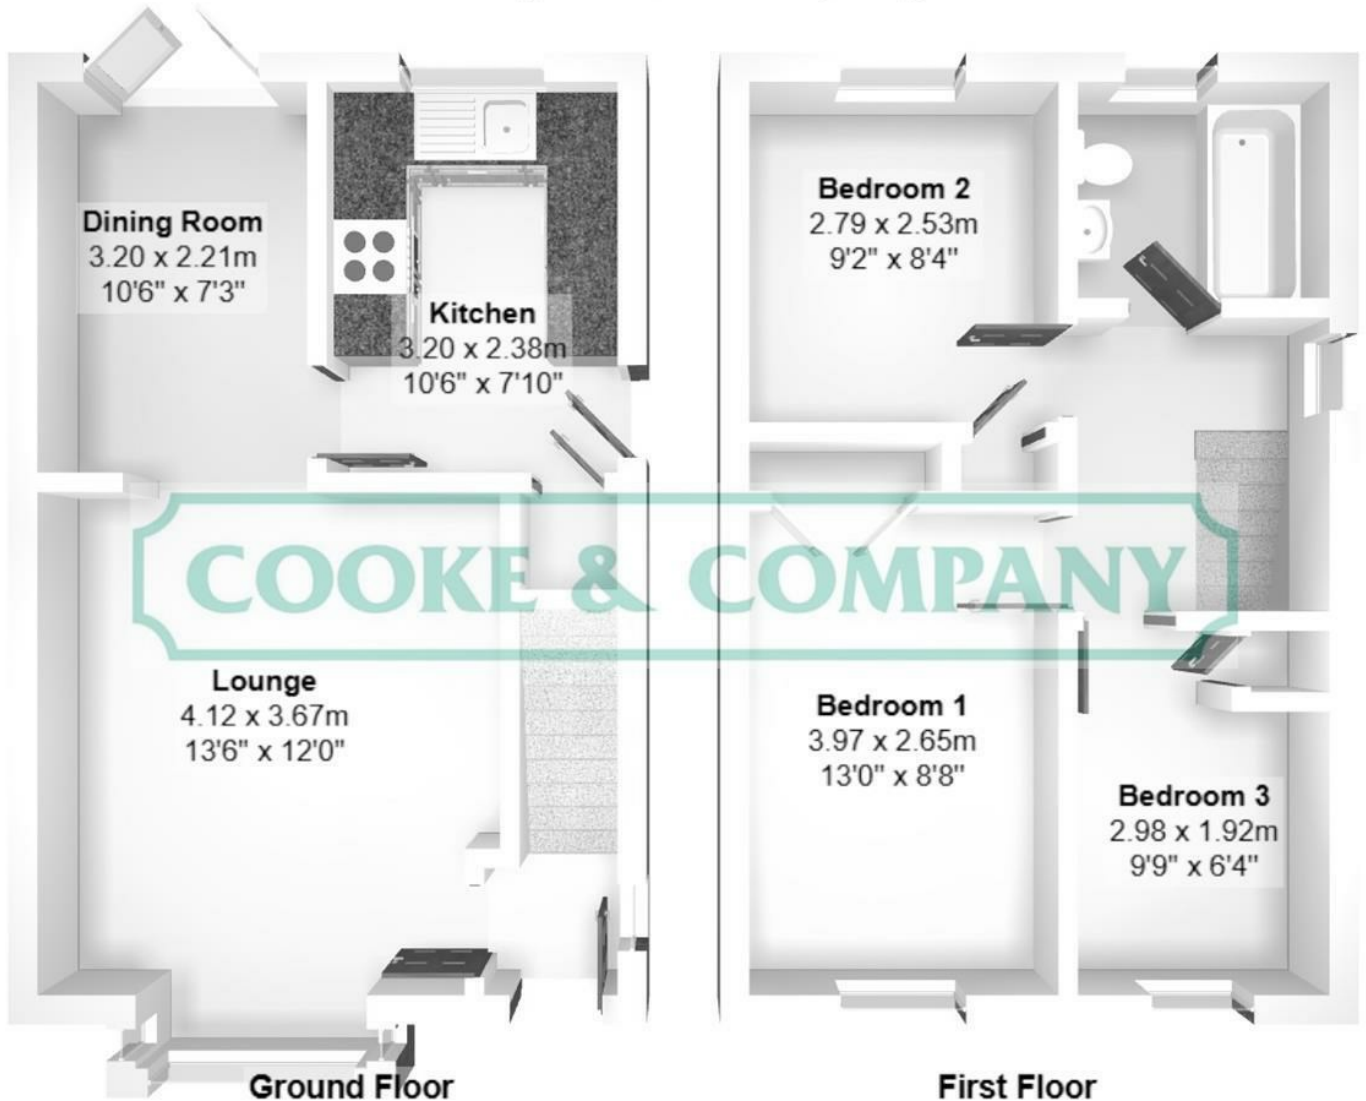 Dining Room
3.20 x 2.21m
10'6" x 7'3"
Kitchen
3.20 x 2.38m
10'6" x 7'10"
COOKE & COMPANY
Lounge
4.12 x 3.67m
13'6" x 12'0"
Ground Floor
Bedroom 2
2.79 x 2.53m
9'2" x 8'4"
Bedroom 1
3.97 x 2.65m
13'0" x 8'8"
Bedroom 3
2.98 x 1.92m
9'9" x 6'4"
First Floor